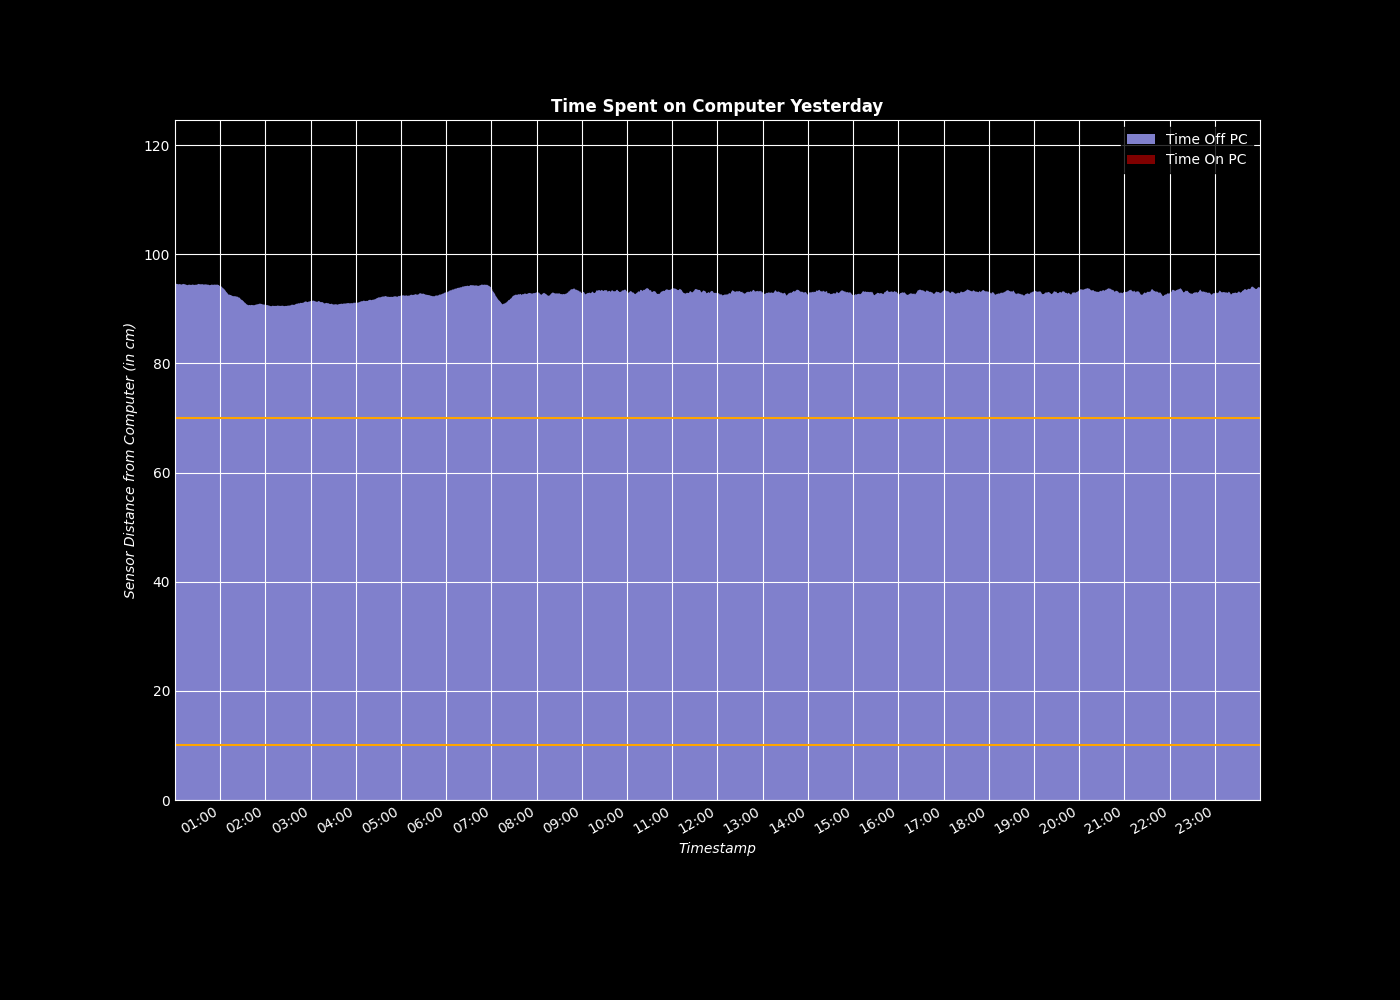 Time Spent on Computer Yesterday
Time Off PC
Time On PC
120
100
80
60
40
20
0
Sensor Distance from Computer (in cm)
01:00 02:00 03:00 04:00 05:00 06:00 07:00 08:00 09:00 10:00 11:00 12:00 13:00 14:00 15:00 16:00 17:00 18:00 19:00 20:00 21:00 22:00 23:00
Timestamp